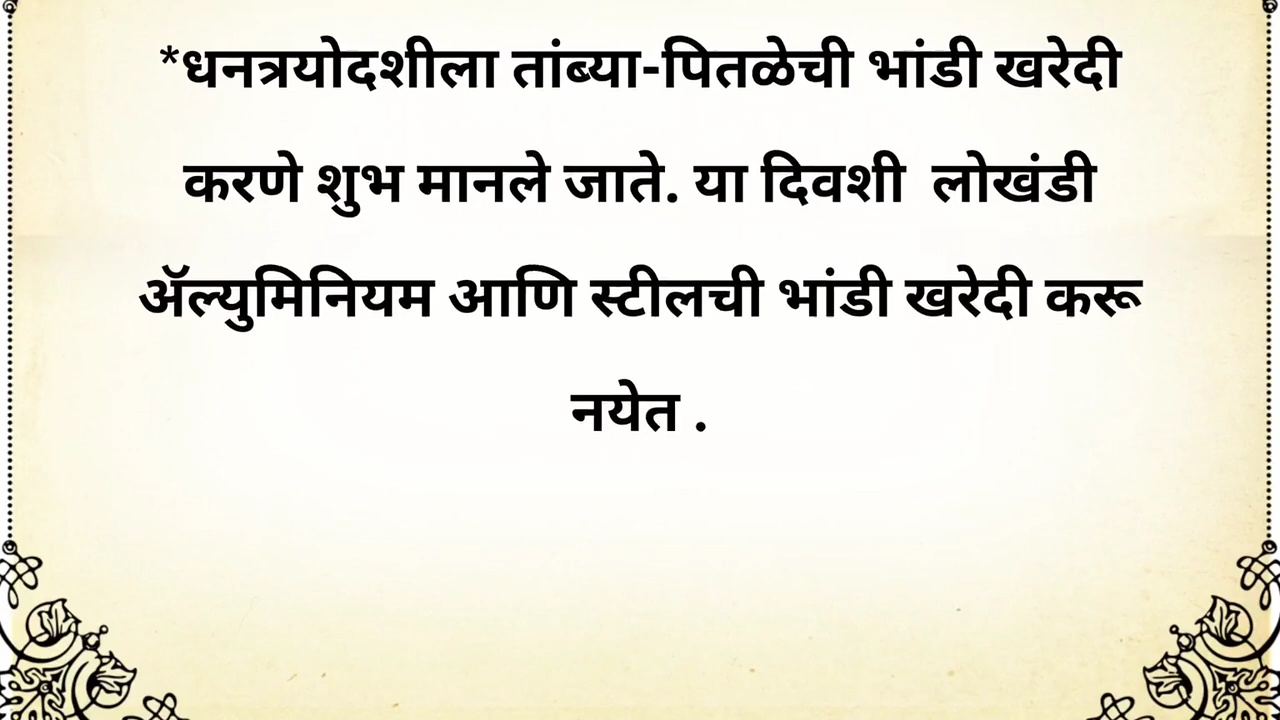 *धनत्रयोदशीला तांब्या-पितळेची भांडी खरेदी
करणे शुभ मानले जाते. या दिवशी  लोखंडी
ॲल्युमिनियम आणि स्टीलची भांडी खरेदी करू
नयेत .